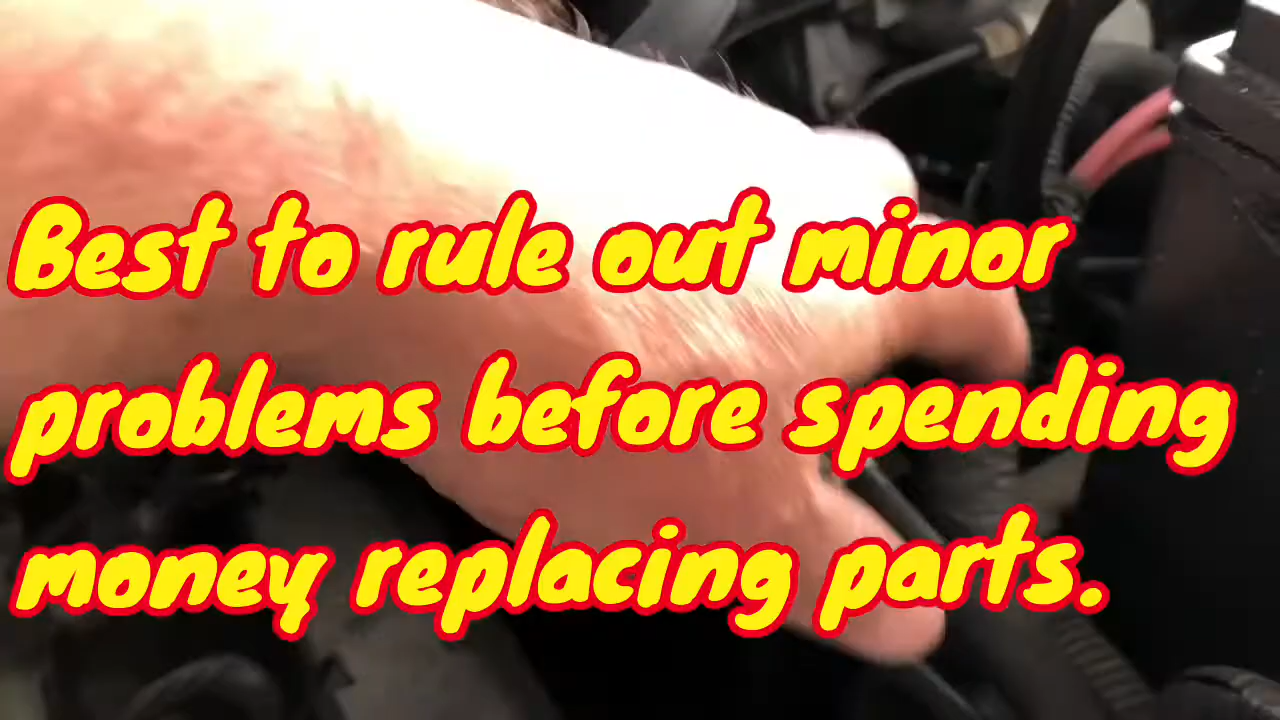 Best to rule out minor
problems before spending
money replacing parts.